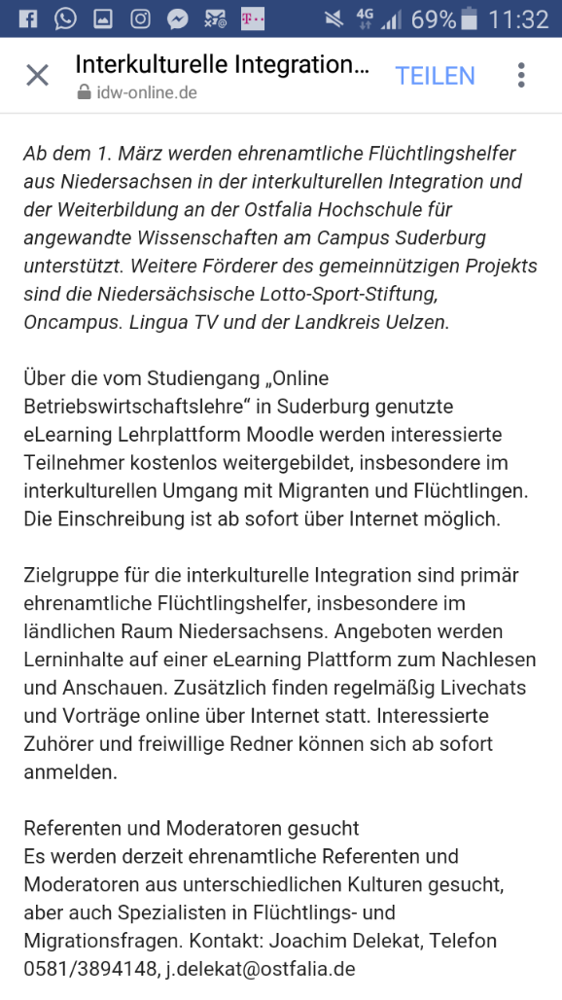 4G 69% 11:32
Interkulturelle Integration...
TEILEN
idw-online.de
Ab dem 1. März werden ehrenamtliche Flüchtlingshelfer
aus Niedersachsen in der interkulturellen Integration und
der Weiterbildung an der Ostfalia Hochschule für
angewandte Wissenschaften am Campus Suderburg
unterstützt. Weitere Förderer des gemeinnützigen Projekts
sind die Niedersächsische Lotto-Sport-Stiftung,
Oncampus. Lingua TV und der Landkreis Uelzen.
Über die vom Studiengang „Online
Betriebswirtschaftslehre“ in Suderburg genutzte
eLearning Lehrplattform Moodle werden interessierte
Teilnehmer kostenlos weitergebildet, insbesondere im
interkulturellen Umgang mit Migranten und Flüchtlingen.
Die Einschreibung ist ab sofort über Internet möglich.
Zielgruppe für die interkulturelle Integration sind primär
ehrenamtliche Flüchtlingshelfer, insbesondere im
ländlichen Raum Niedersachsens. Angeboten werden
Lerninhalte auf einer eLearning Plattform zum Nachlesen
und Anschauen. Zusätzlich finden regelmäßig Livechats
und Vorträge online über Internet statt. Interessierte
Zuhörer und freiwillige Redner können sich ab sofort
anmelden.
Referenten und Moderatoren gesucht
Es werden derzeit ehrenamtliche Referenten und
Moderatoren aus unterschiedlichen Kulturen gesucht,
aber auch Spezialisten in Flüchtlings- und
Migrationsfragen. Kontakt: Joachim Delekat, Telefon
0581/3894148, j.delekat@ostfalia.de